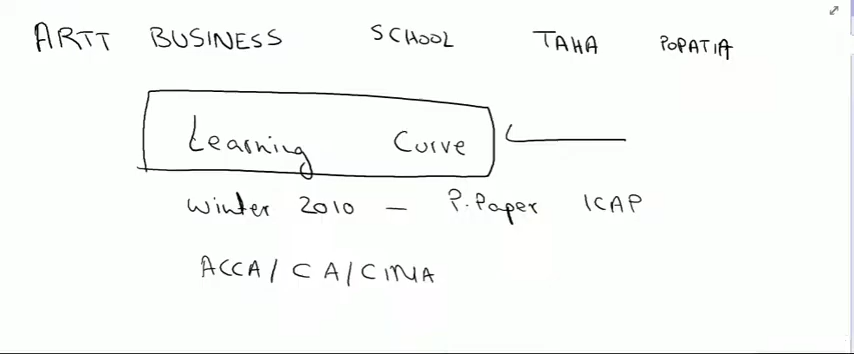 ARTT BUSINESS SCHOOL TAHA POPATIA
Learning Curve
Winter 2010 - P.Paper ICAP
ACCA/CA/CIMA